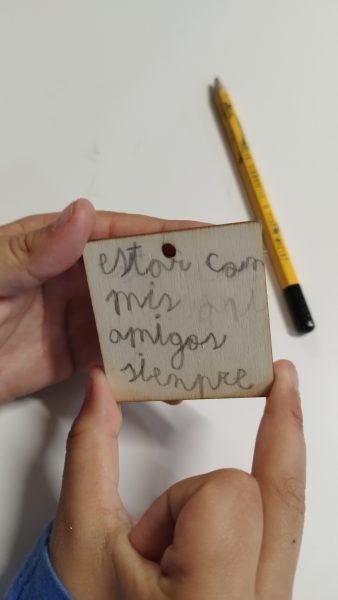 estar con
mis
amigos
sienpre